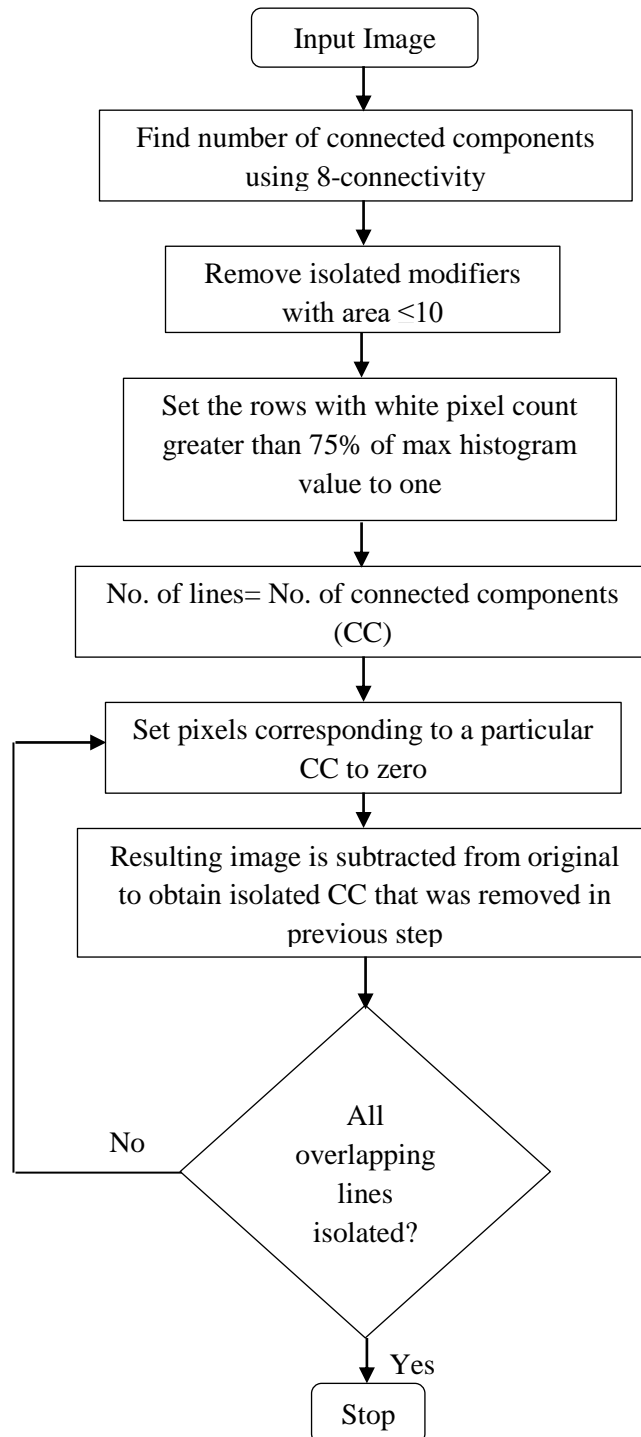 Input Image
Find number of connected components
using 8-connectivity
Remove isolated modifiers
with area ≤10
Set the rows with white pixel count
greater than 75% of max histogram
value to one
No. of lines= No. of connected components
(CC)
Set pixels corresponding to a particular
CC to zero
Resulting image is subtracted from original
to obtain isolated CC that was removed in
previous step
All
overlapping
lines
isolated?
No
Yes
Stop